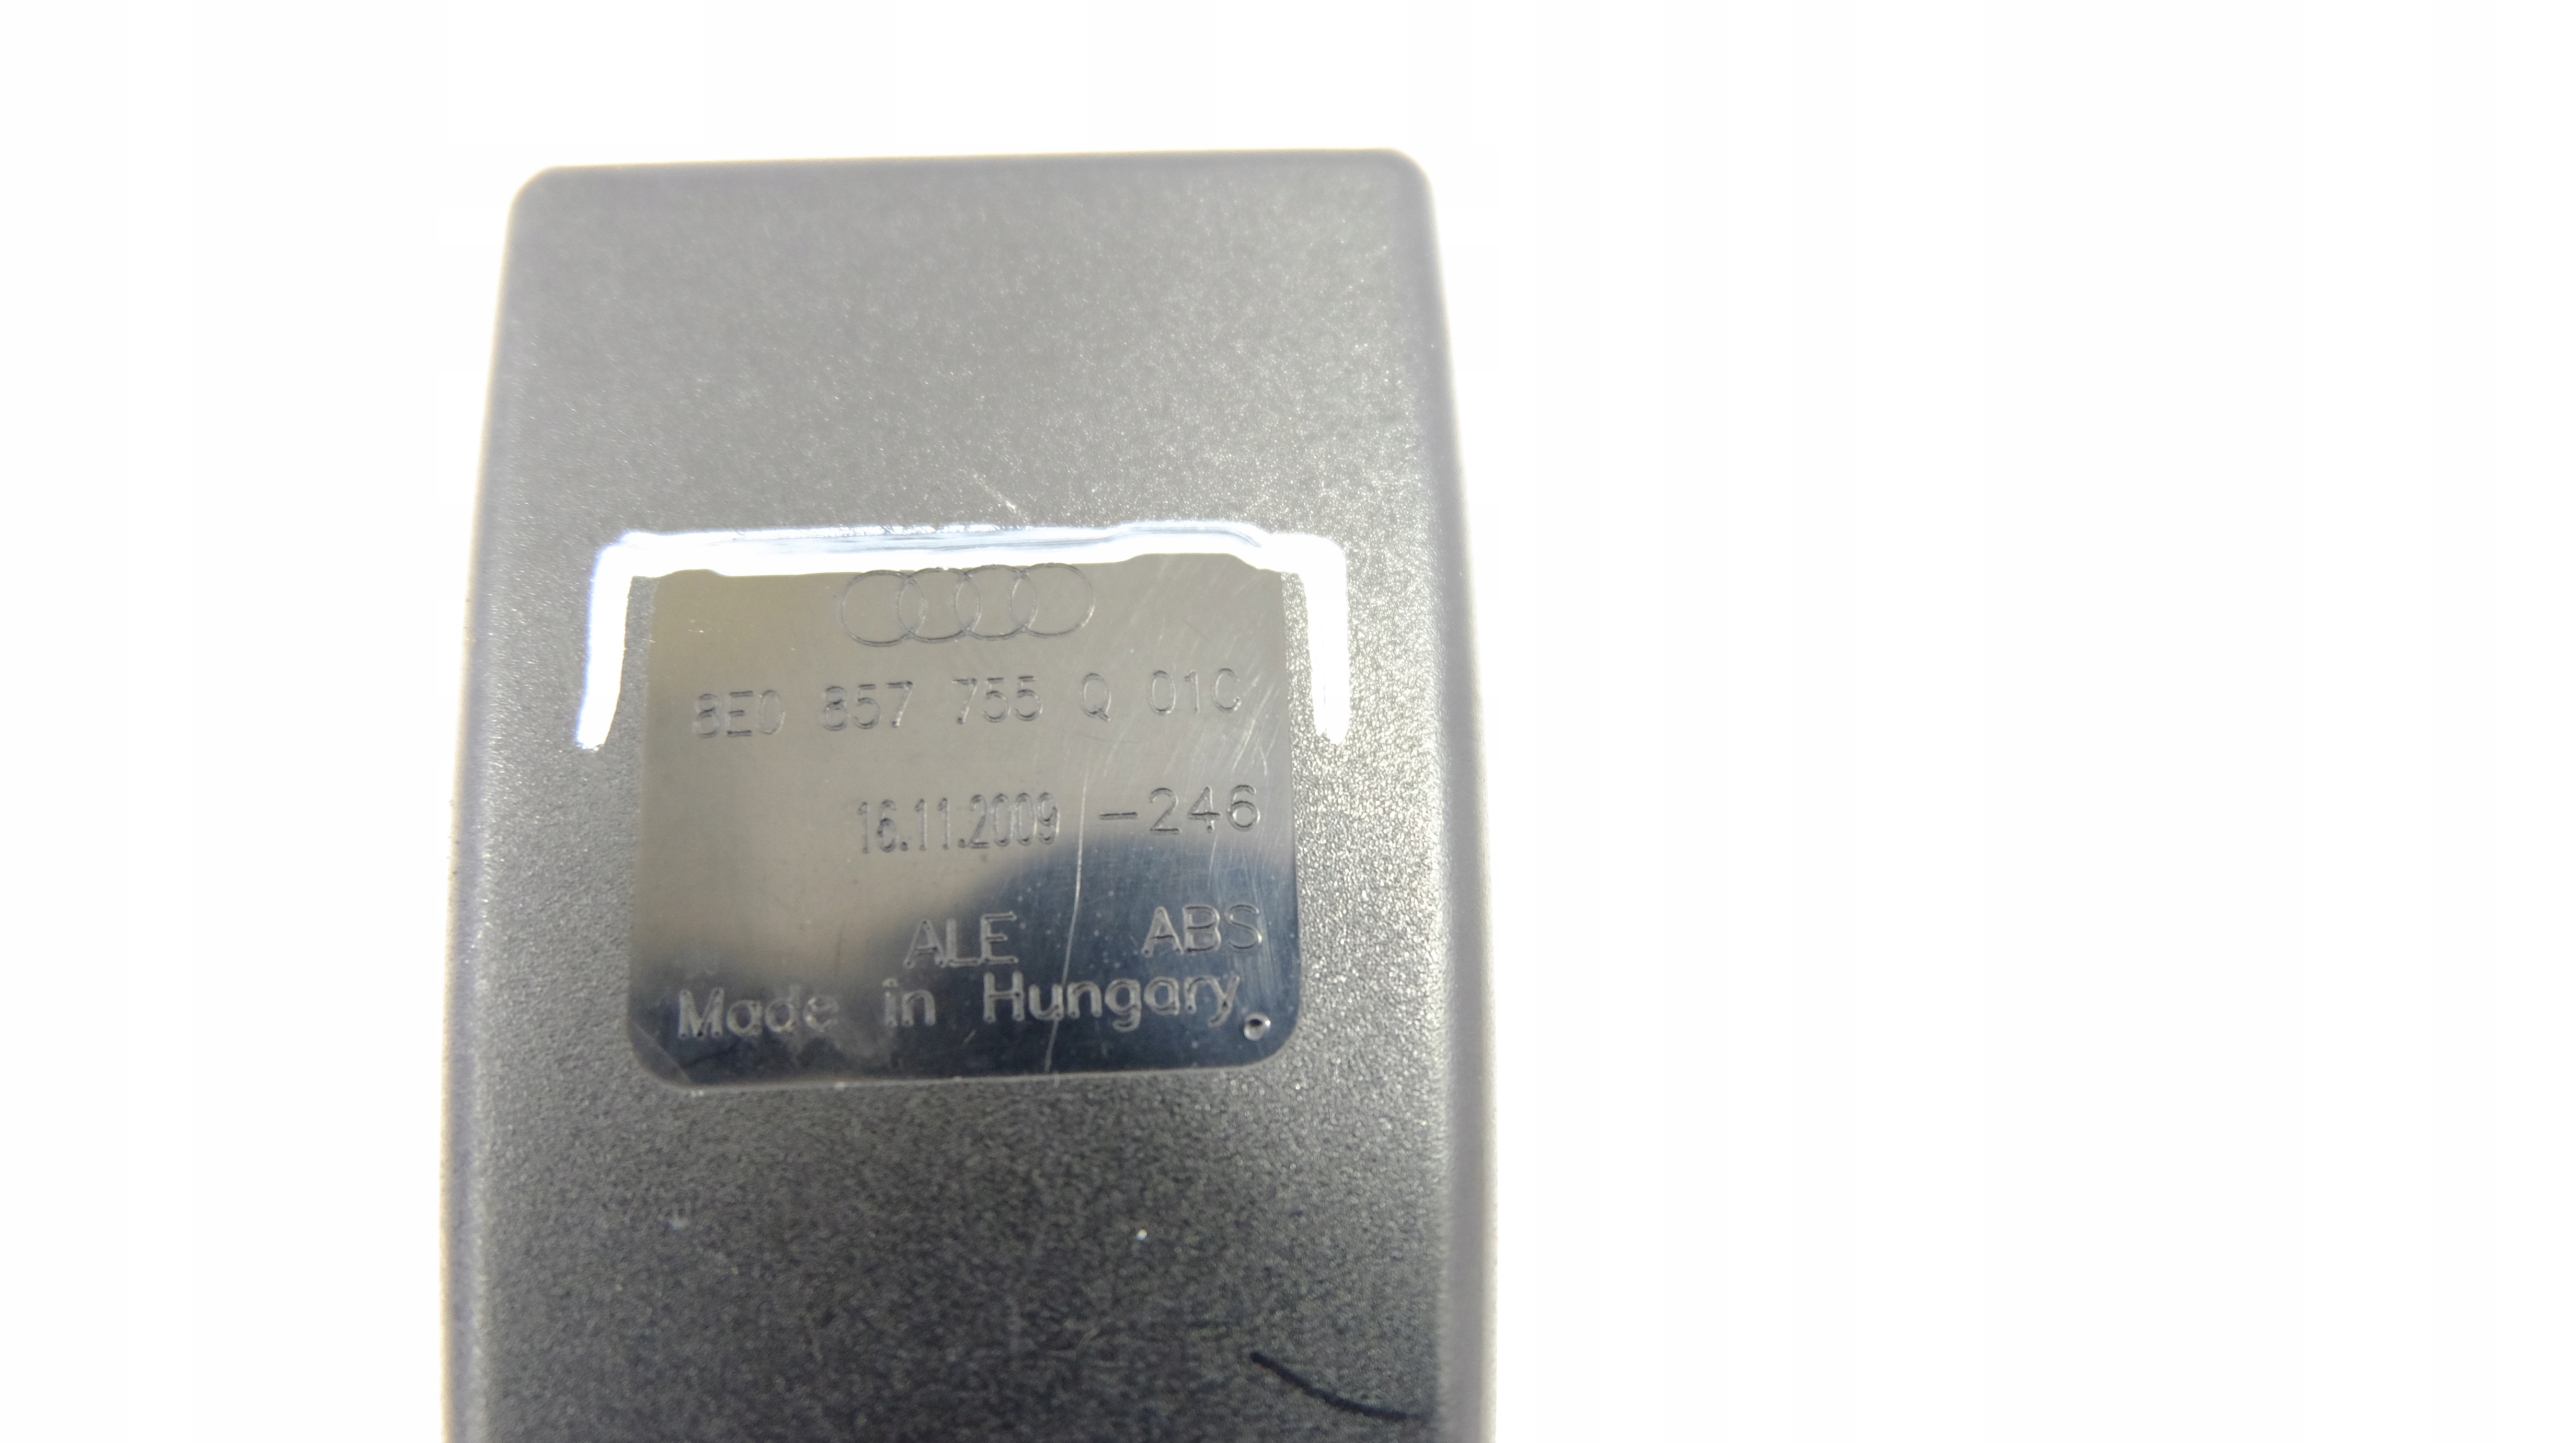 8E0 857 755 Q 01C
16.11.2009 -246
ALE ABS
Made in Hungary